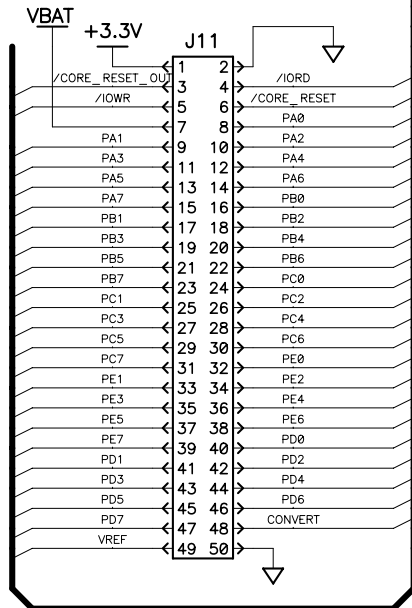 VBAT
+3.3V
J11
1 2
/CORE_RESET_OUT 3 4 /IORD
/IOWR 5 6 /CORE_RESET
7 8 PA0
PA1 9 10 PA2
PA3 11 12 PA4
PA5 13 14 PA6
PA7 15 16 PB0
PB1 17 18 PB2
PB3 19 20 PB4
PB5 21 22 PB6
PB7 23 24 PC0
PC1 25 26 PC2
PC3 27 28 PC4
PC5 29 30 PC6
PC7 31 32 PE0
PE1 33 34 PE2
PE3 35 36 PE4
PE5 37 38 PE6
PE7 39 40 PD0
PD1 41 42 PD2
PD3 43 44 PD4
PD5 45 46 PD6
PD7 47 48 CONVERT
VREF 49 50